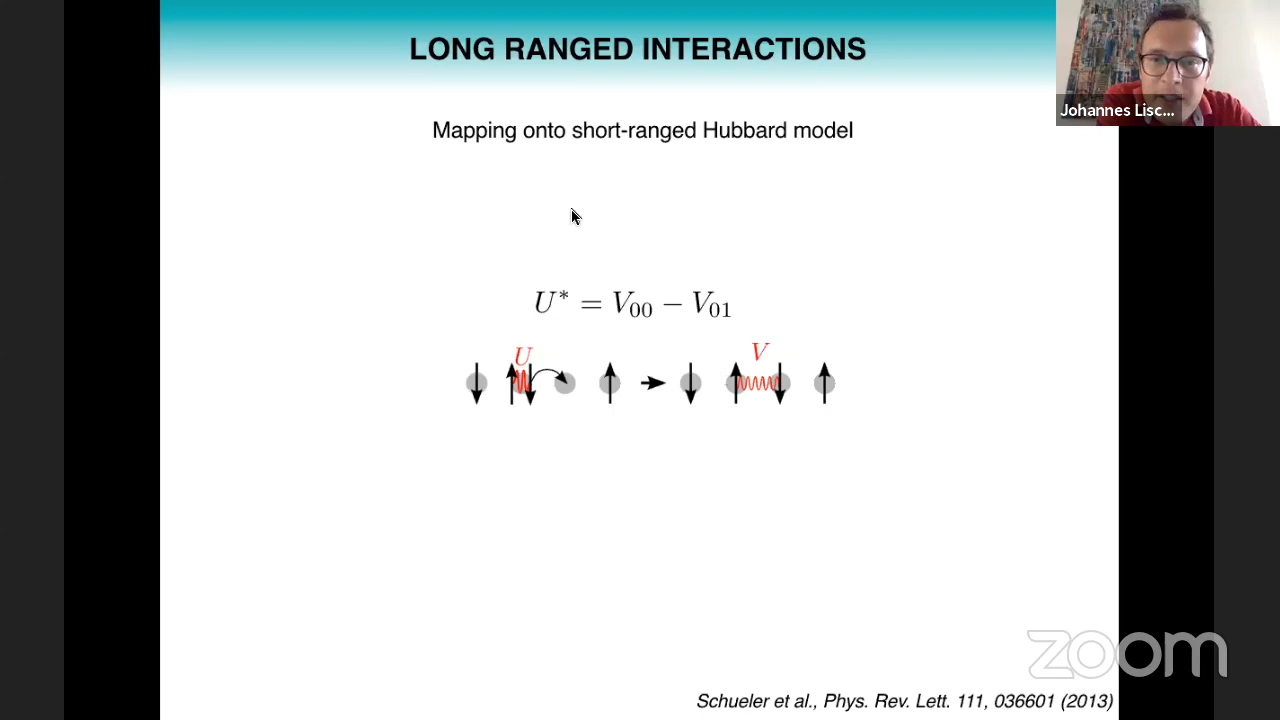 LONG RANGED INTERACTIONS
Johannes Lisc...
Mapping onto short-ranged Hubbard model
U* = V00 − V01
U
V
zoom
Schueler et al., Phys. Rev. Lett. 111, 036601 (2013)